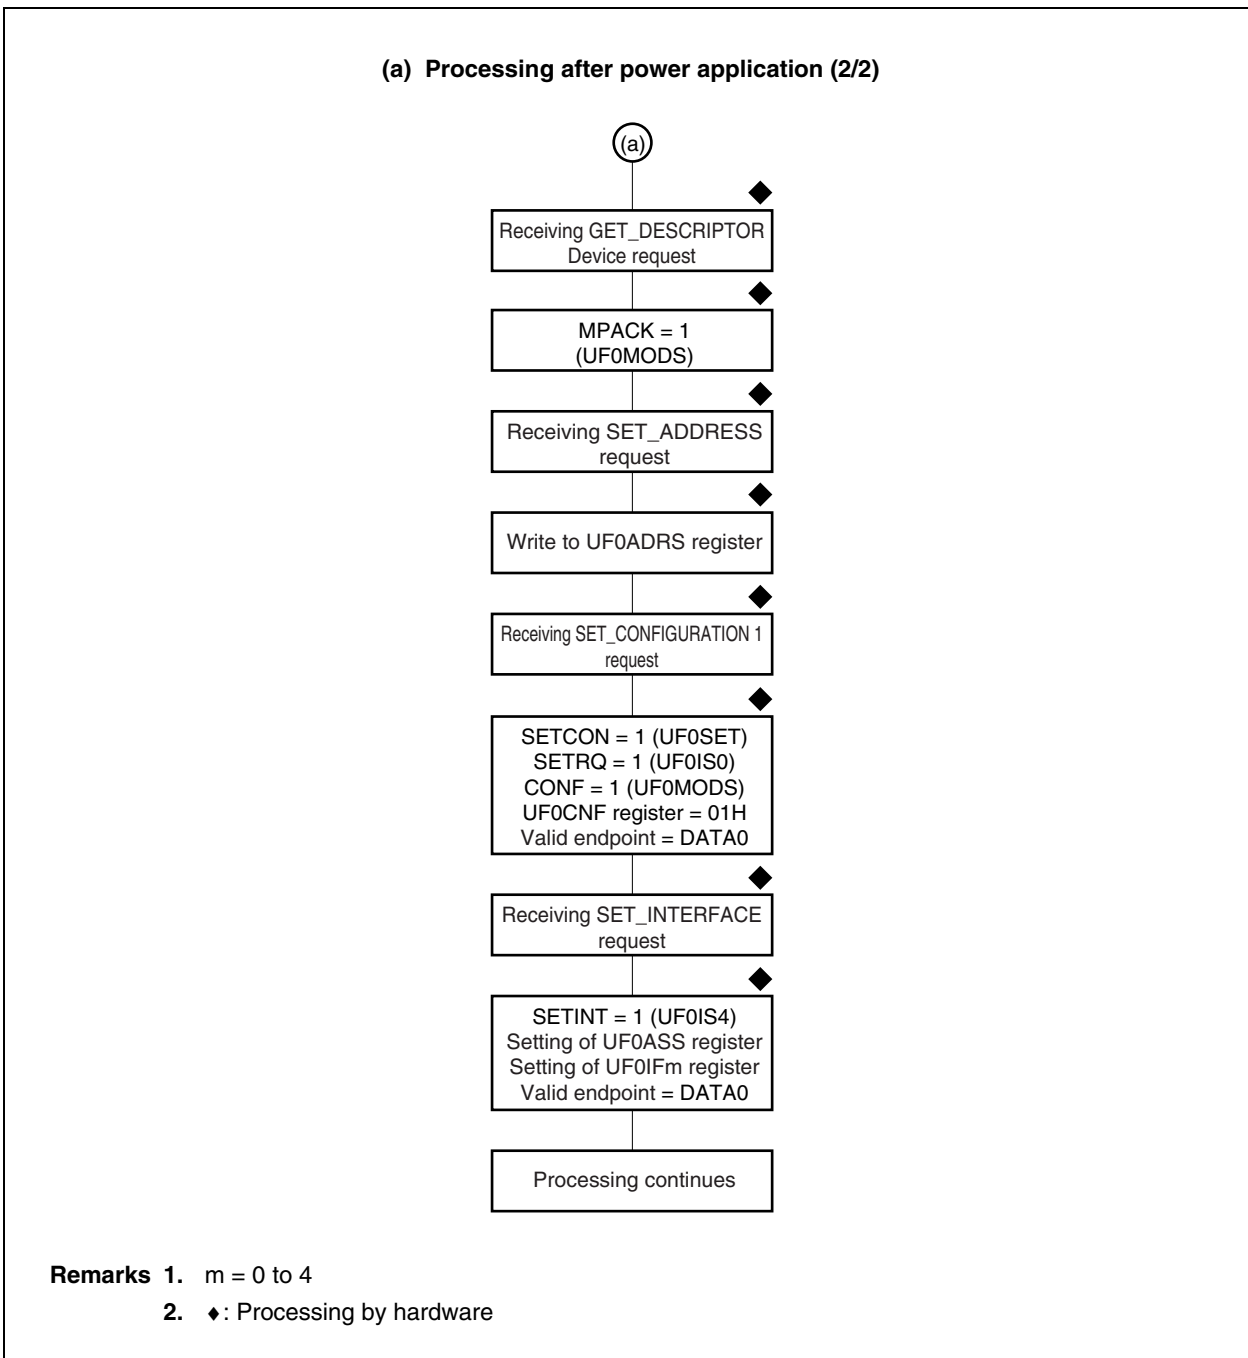 (a) Processing after power application (2/2)
(a)
Receiving GET_DESCRIPTOR
Device request
MPACK = 1
(UF0MODS)
Receiving SET_ADDRESS
request
Write to UF0ADRS register
Receiving SET_CONFIGURATION 1
request
SETCON = 1 (UF0SET)
SETRQ = 1 (UF0IS0)
CONF = 1 (UF0MODS)
UF0CNF register = 01H
Valid endpoint = DATA0
Receiving SET_INTERFACE
request
SETINT = 1 (UF0IS4)
Setting of UF0ASS register
Setting of UF0IFm register
Valid endpoint = DATA0
Processing continues
Remarks 1. m = 0 to 4
2. ♦: Processing by hardware